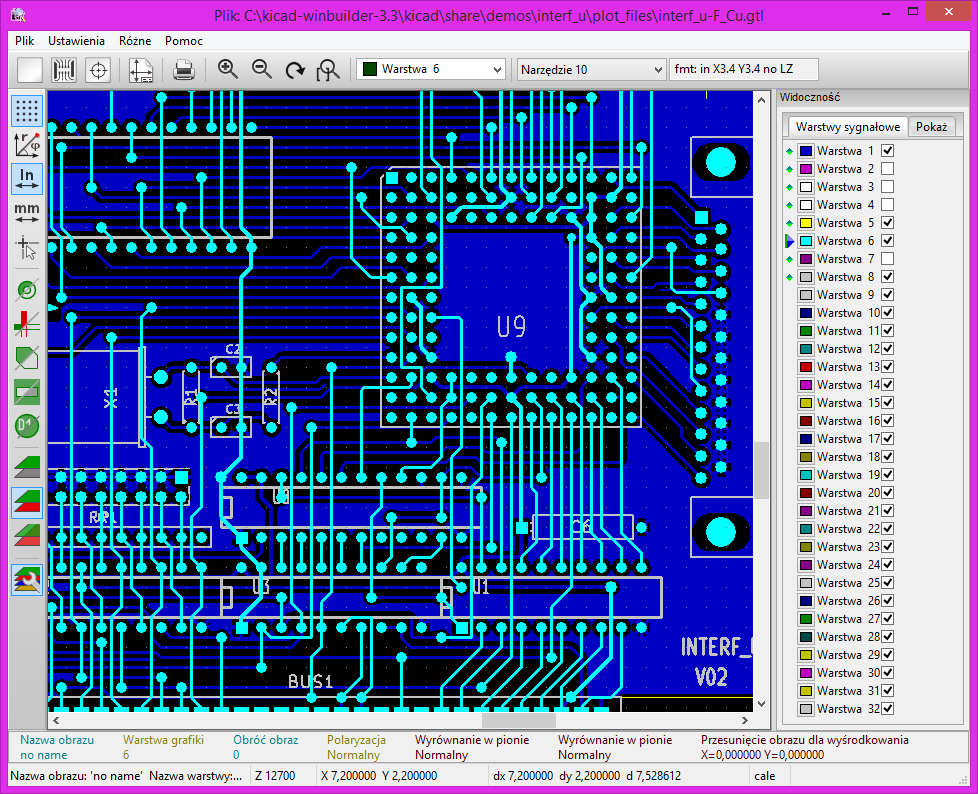 Plik: C:\kicad-winbuilder-3.3\kicad\share\demos\interf_u\plot_files\interf_u-F_Cu.gtl
Plik Ustawienia Różne Pomoc
Warstwa 6
Narzędzie 10
fmt: in X3.4 Y3.4 no LZ
Widoczność
Warstwy sygnałowe Pokaż
Warstwa 1
Warstwa 2
Warstwa 3
Warstwa 4
Warstwa 5
Warstwa 6
Warstwa 7
Warstwa 8
Warstwa 9
Warstwa 10
Warstwa 11
Warstwa 12
Warstwa 13
Warstwa 14
Warstwa 15
Warstwa 16
Warstwa 17
Warstwa 18
Warstwa 19
Warstwa 20
Warstwa 21
Warstwa 22
Warstwa 23
Warstwa 24
Warstwa 25
Warstwa 26
Warstwa 27
Warstwa 28
Warstwa 29
Warstwa 30
Warstwa 31
Warstwa 32
r φ
In
mm
D1
U9
C2
X1
R1
R2
C3
RR1
C6
U3
U1
BUS1
INTERF_
V02
Nazwa obrazu
no name
Warstwa grafiki
6
Obróć obraz
0
Polaryzacja
Normalny
Wyrównanie w pionie
Normalny
Wyrównanie w pionie
Normalny
Przesunięcie obrazu dla wyśrodkowania
X=0,000000 Y=0,000000
Nazwa obrazu: 'no name' Nazwa warstwy:...
Z 12700
X 7,200000 Y 2,200000
dx 7,200000 dy 2,200000 d 7,528612
cale